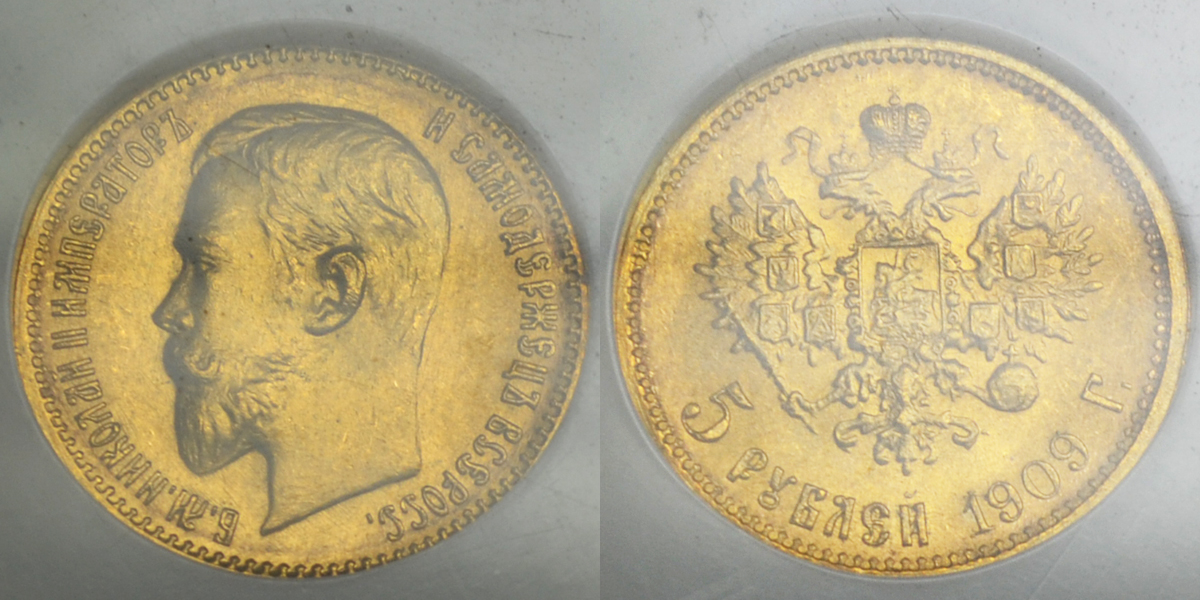 Б. М. НИКОЛАЙ II ИМПЕРАТОРЪ
И САМОДЕРЖЕЦЪ ВСЕРОСС.
5 РУБЛЕЙ 1909 Г.